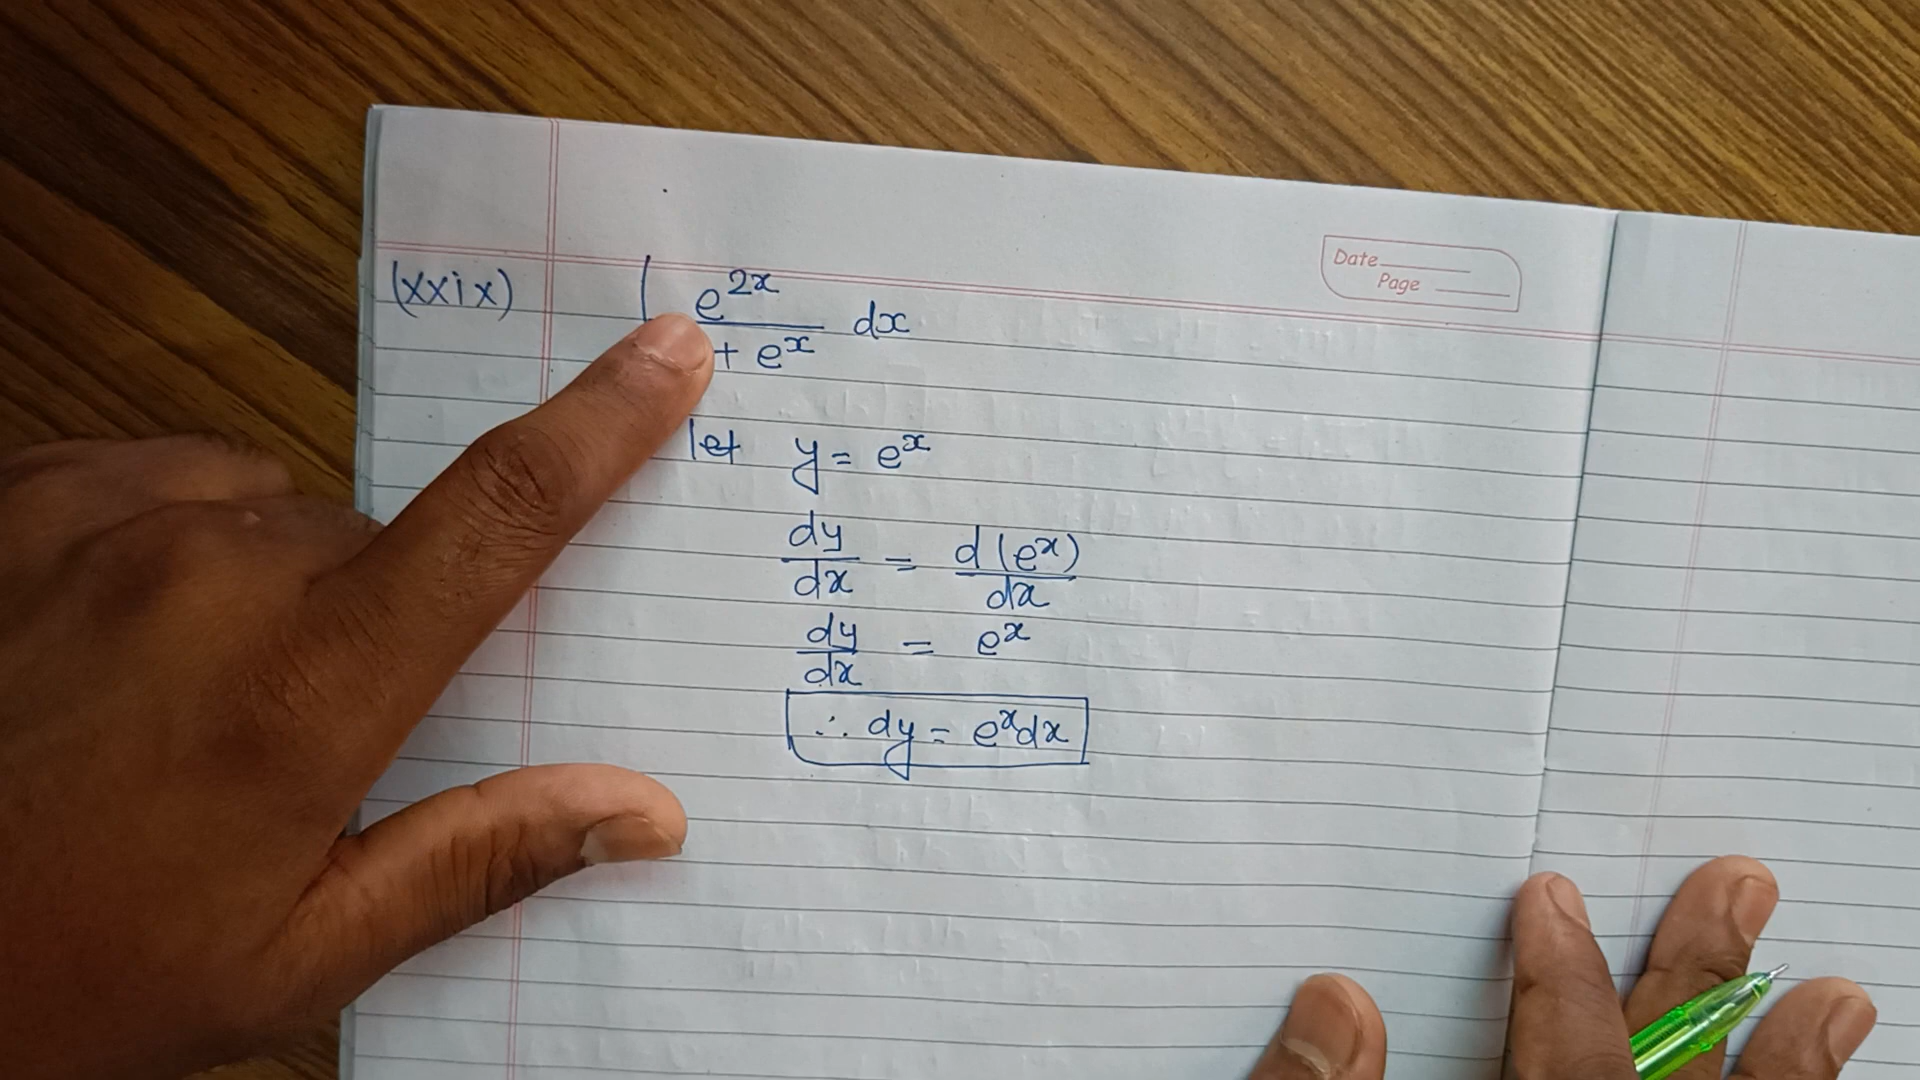 Date
Page
(xxix) ∫ e^{2x} / + e^x dx
let y = e^x
dy/dx = d(e^x)/dx
dy/dx = e^x
∴ dy = e^x dx